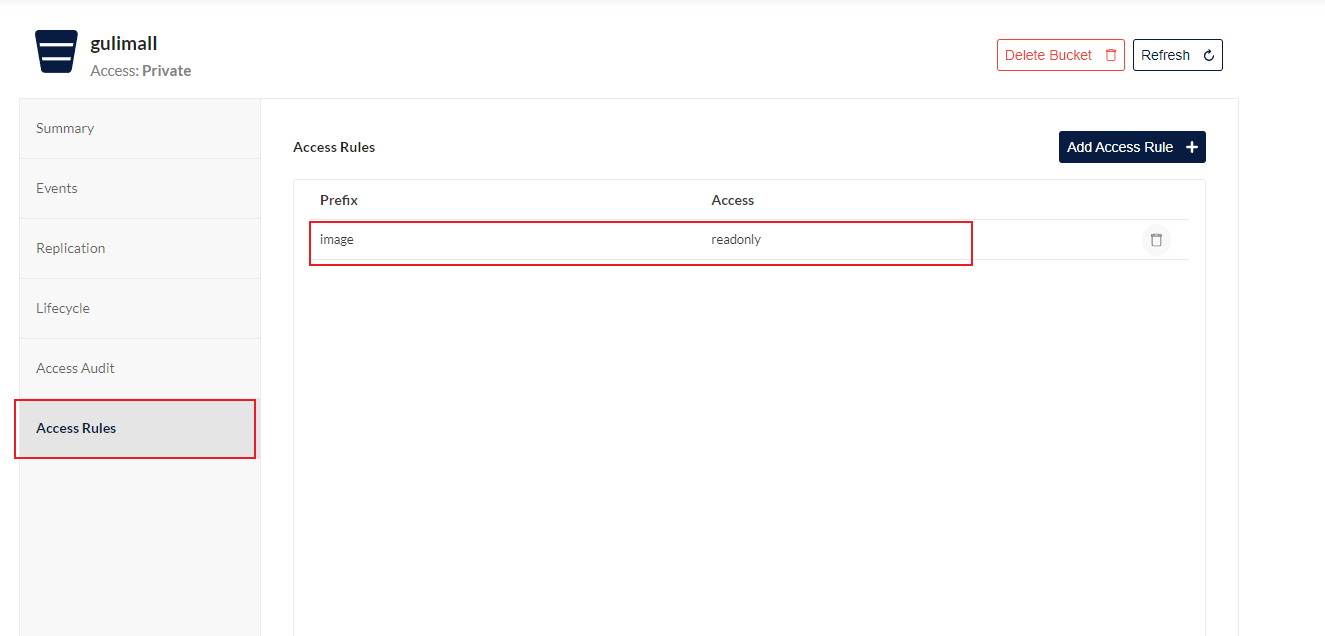 gulimall
Access: Private
Delete Bucket
Refresh
Summary
Events
Replication
Lifecycle
Access Audit
Access Rules
Access Rules
Add Access Rule +
Prefix Access
image readonly